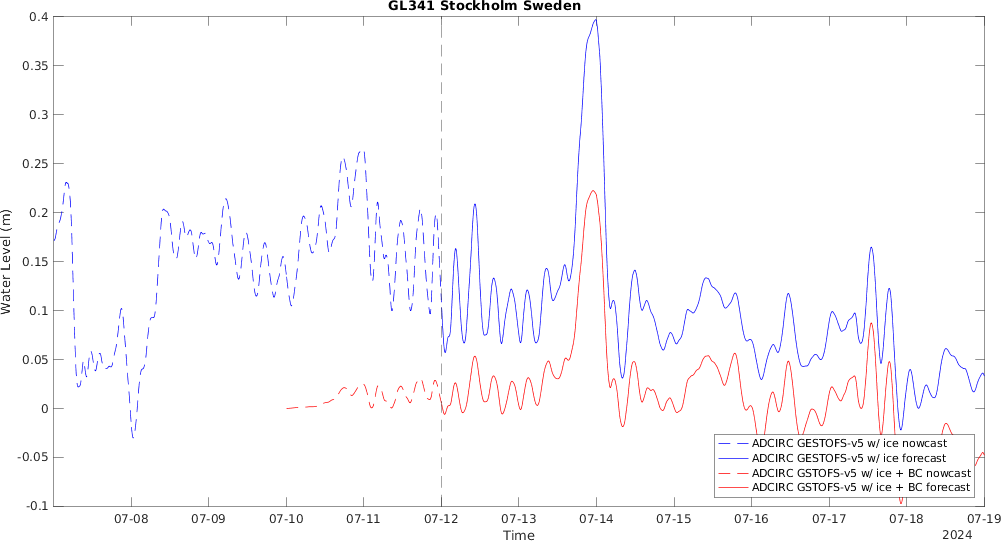 GL341 Stockholm Sweden
0.4
0.35
0.3
0.25
0.2
0.15
0.1
0.05
0
-0.05
-0.1
Water Level (m)
ADCIRC GESTOFS-v5 w/ ice nowcast
ADCIRC GESTOFS-v5 w/ ice forecast
ADCIRC GSTOFS-v5 w/ ice + BC nowcast
ADCIRC GSTOFS-v5 w/ ice + BC forecast
07-08 07-09 07-10 07-11 07-12 07-13 07-14 07-15 07-16 07-17 07-18 07-19
Time
2024